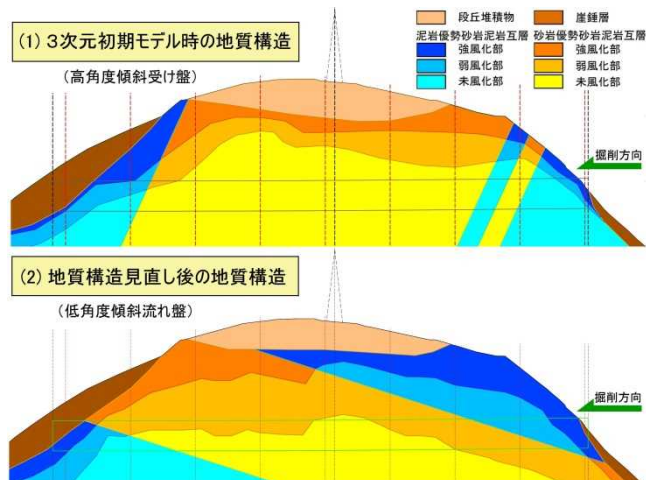 (1) 3次元初期モデル時の地質構造
(高角度傾斜受け盤)
段丘堆積物
崖錐層
泥岩優勢砂岩泥岩互層
砂岩優勢砂岩泥岩互層
強風化部
強風化部
弱風化部
弱風化部
未風化部
未風化部
掘削方向
(2) 地質構造見直し後の地質構造
(低角度傾斜流れ盤)
掘削方向